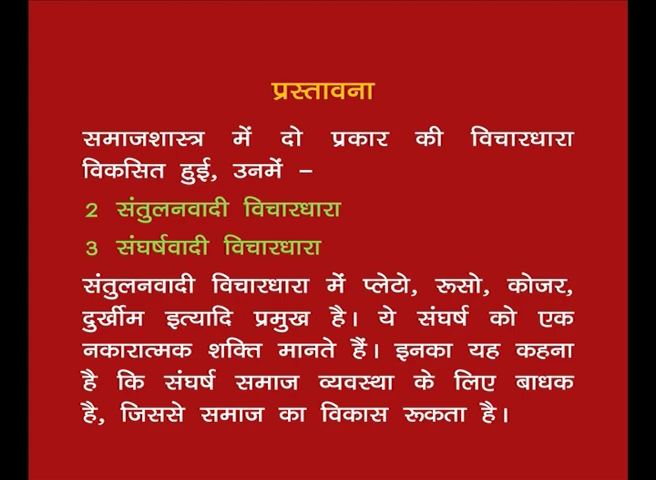 प्रस्तावना
समाजशास्त्र में दो प्रकार की विचारधारा
विकसित हुई, उनमें –
2 संतुलनवादी विचारधारा
3 संघर्षवादी विचारधारा
संतुलनवादी विचारधारा में प्लेटो, रूसो, कोजर,
दुर्खीम इत्यादि प्रमुख है। ये संघर्ष को एक
नकारात्मक शक्ति मानते हैं। इनका यह कहना
है कि संघर्ष समाज व्यवस्था के लिए बाधक
है, जिससे समाज का विकास रूकता है।